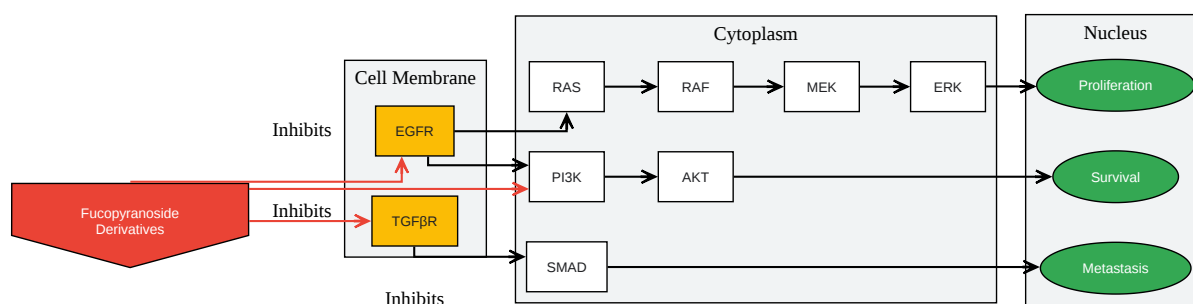 Cytoplasm
Nucleus
Cell Membrane
RAS
RAF
MEK
ERK
Proliferation
Inhibits
EGFR
PI3K
AKT
Survival
Fucopyranoside
Derivatives
Inhibits
TGFβR
SMAD
Metastasis
Inhibits